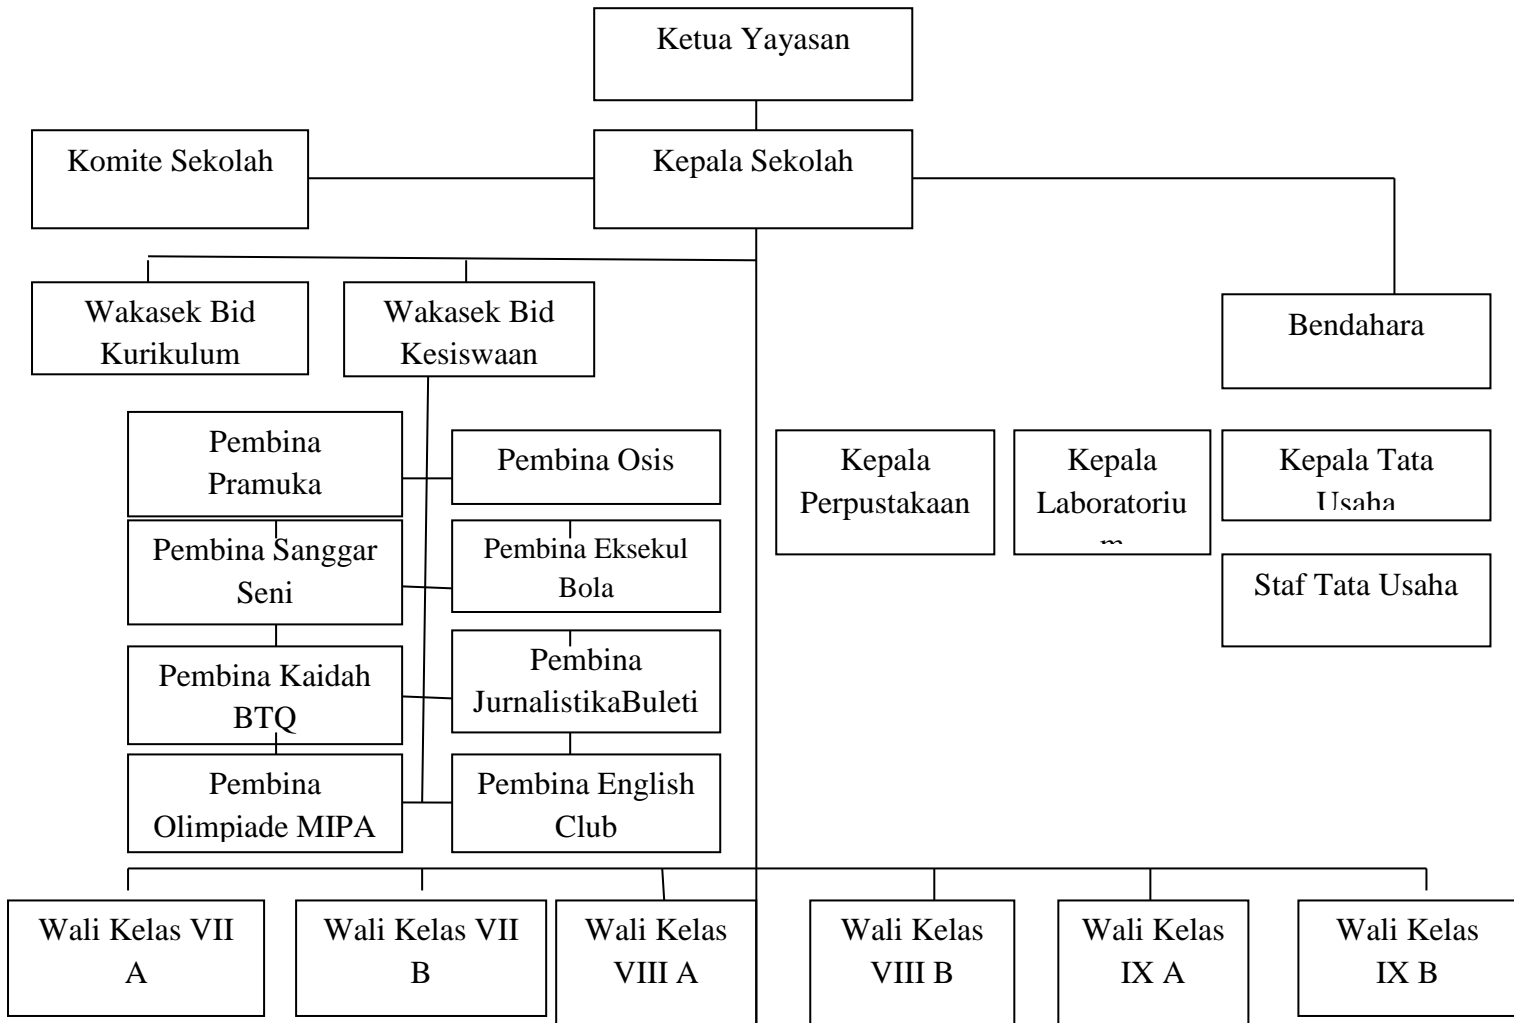 Ketua Yayasan
Komite Sekolah
Kepala Sekolah
Wakasek Bid
Kurikulum
Wakasek Bid
Kesiswaan
Bendahara
Pembina
Pramuka
Pembina Osis
Kepala
Perpustakaan
Kepala
Laboratoriu
m
Kepala Tata
Usaha
Pembina Sanggar
Seni
Pembina Eksekul
Bola
Staf Tata Usaha
Pembina Kaidah
BTQ
Pembina
JurnalistikaBuleti
Pembina
Olimpiade MIPA
Pembina English
Club
Wali Kelas VII
A
Wali Kelas VII
B
Wali Kelas
VIII A
Wali Kelas
VIII B
Wali Kelas
IX A
Wali Kelas
IX B